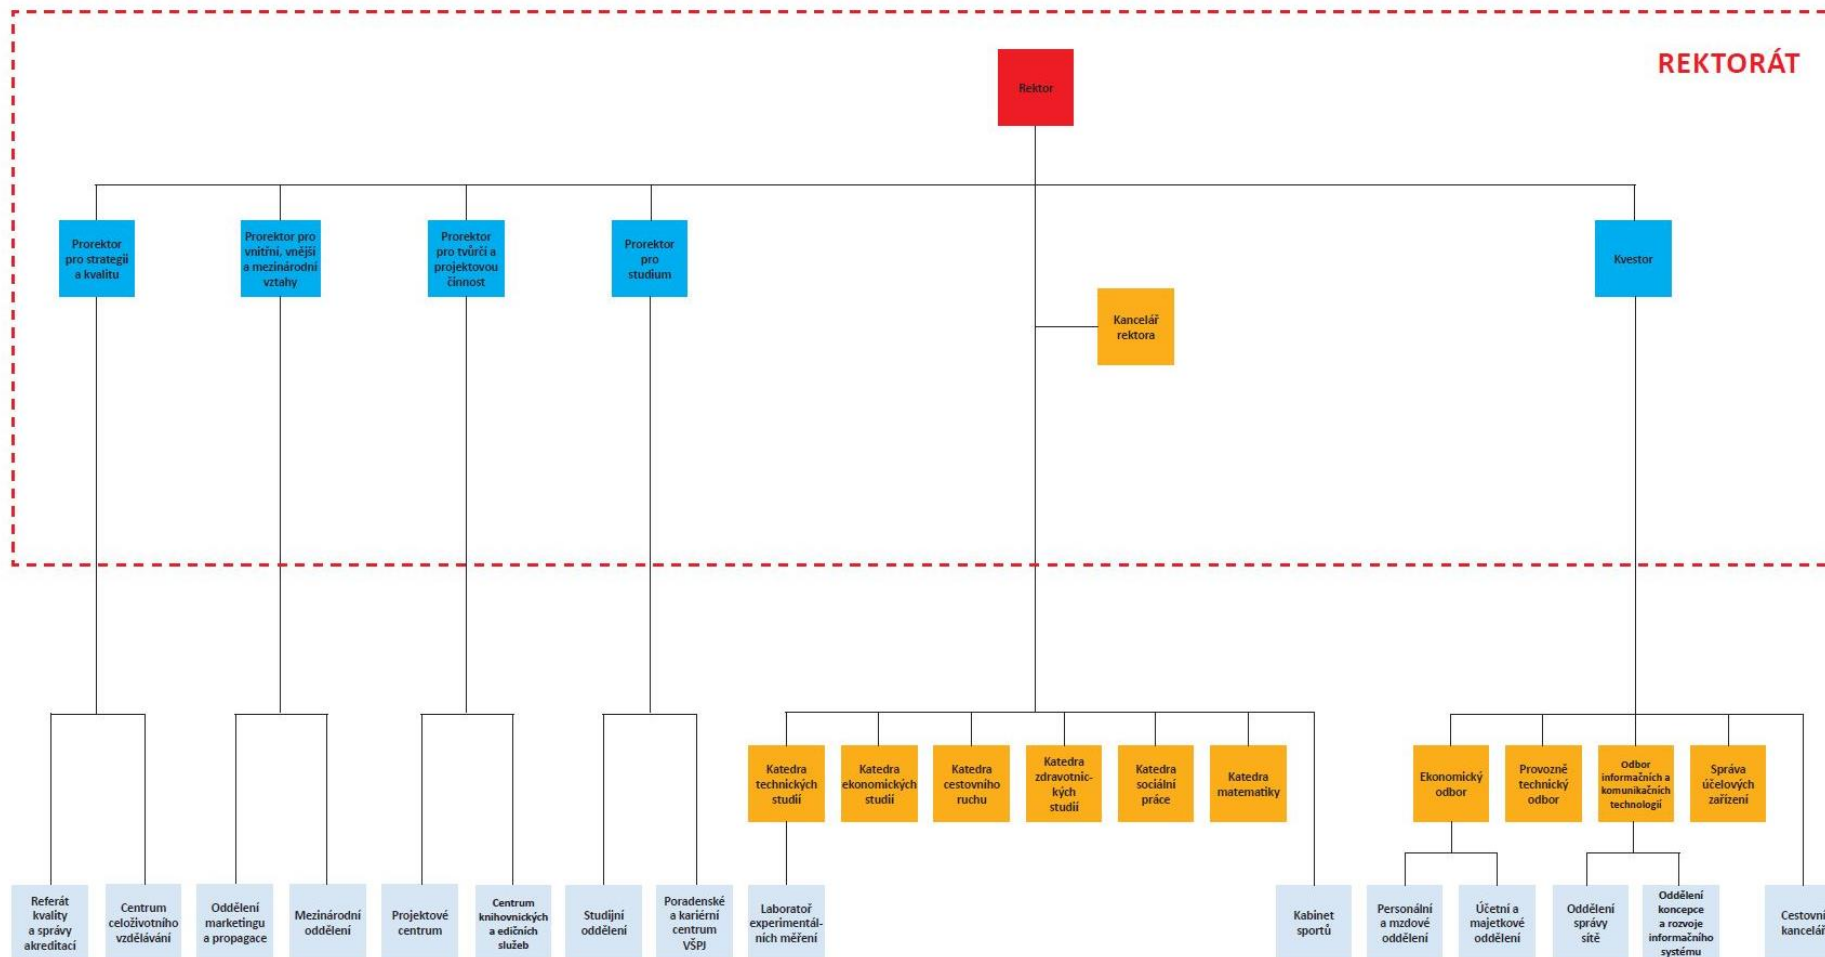 REKTORÁT
Rektor
Prorektor
pro strategii
a kvalitu
Prorektor pro
vnitřní, vnější
a mezinárodní
vztahy
Prorektor
pro tvůrčí a
projektovou
činnost
Prorektor
pro
studium
Kvestor
Kancelář
rektora
Katedra
technických
studií
Katedra
ekonomických
studií
Katedra
cestovního
ruchu
Katedra
zdravotnic-
kých
studií
Katedra
sociální
práce
Katedra
matematiky
Ekonomický
odbor
Provozně
technický
odbor
Odbor
informačních a
komunikačních
technologií
Správa
účelových
zařízení
Referát
kvality
a správy
akreditací
Centrum
celoživotního
vzdělávání
Oddělení
marketingu
a propagace
Mezinárodní
oddělení
Projektové
centrum
Centrum
knihovnických
a edičních
služeb
Studijní
oddělení
Poradenské
a kariérní
centrum
VŠPJ
Laboratoř
experimentál-
ních měření
Kabinet
sportů
Personální
a mzdové
oddělení
Účetní a
majetkové
oddělení
Oddělení
správy
sítě
Oddělení
koncepce
a rozvoje
informačního
systému
Cestovní
kancelář